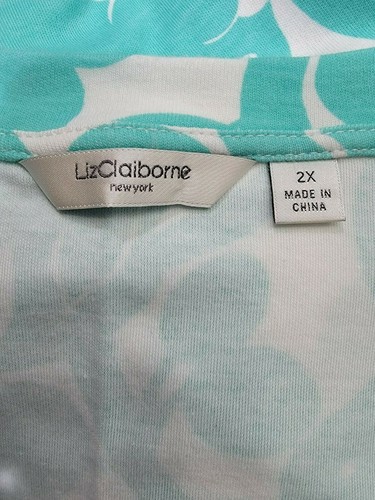 LizClaiborne
newyork
2X
MADE IN
CHINA